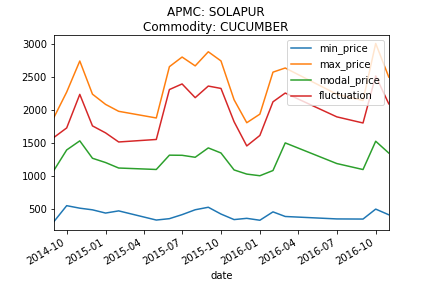 APMC: SOLAPUR
Commodity: CUCUMBER
min_price
max_price
modal_price
fluctuation
3000
2500
2000
1500
1000
500
2014-10
2015-01
2015-04
2015-07
2015-10
2016-01
2016-04
2016-07
2016-10
date